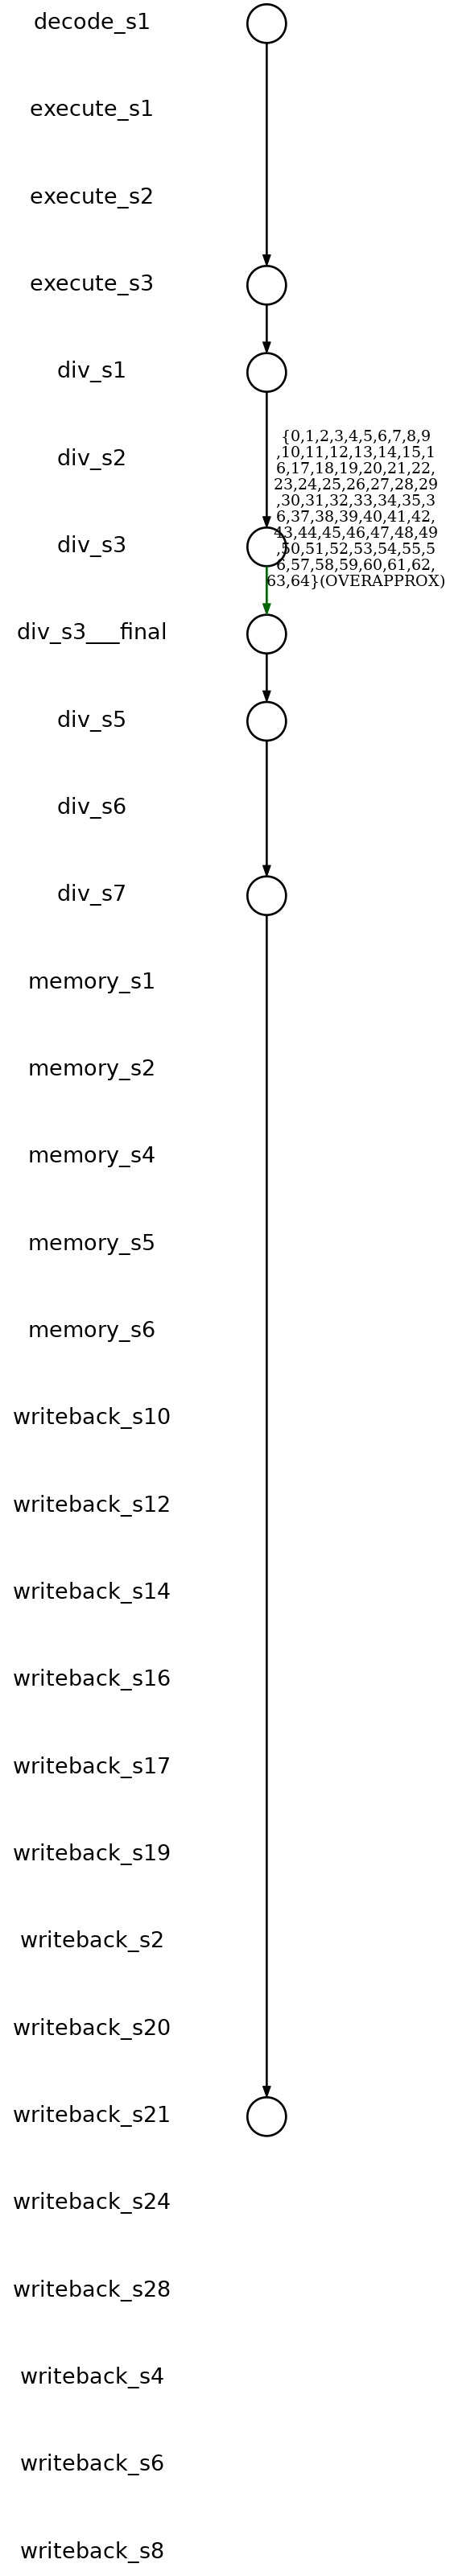 decode_s1
execute_s1
execute_s2
execute_s3
div_s1
{0,1,2,3,4,5,6,7,8,9
,10,11,12,13,14,15,1
6,17,18,19,20,21,22,
23,24,25,26,27,28,29
,30,31,32,33,34,35,3
6,37,38,39,40,41,42,
43,44,45,46,47,48,49
,50,51,52,53,54,55,5
6,57,58,59,60,61,62,
63,64}(OVERAPPROX)
div_s2
div_s3
div_s3___final
div_s5
div_s6
div_s7
memory_s1
memory_s2
memory_s4
memory_s5
memory_s6
writeback_s10
writeback_s12
writeback_s14
writeback_s16
writeback_s17
writeback_s19
writeback_s2
writeback_s20
writeback_s21
writeback_s24
writeback_s28
writeback_s4
writeback_s6
writeback_s8